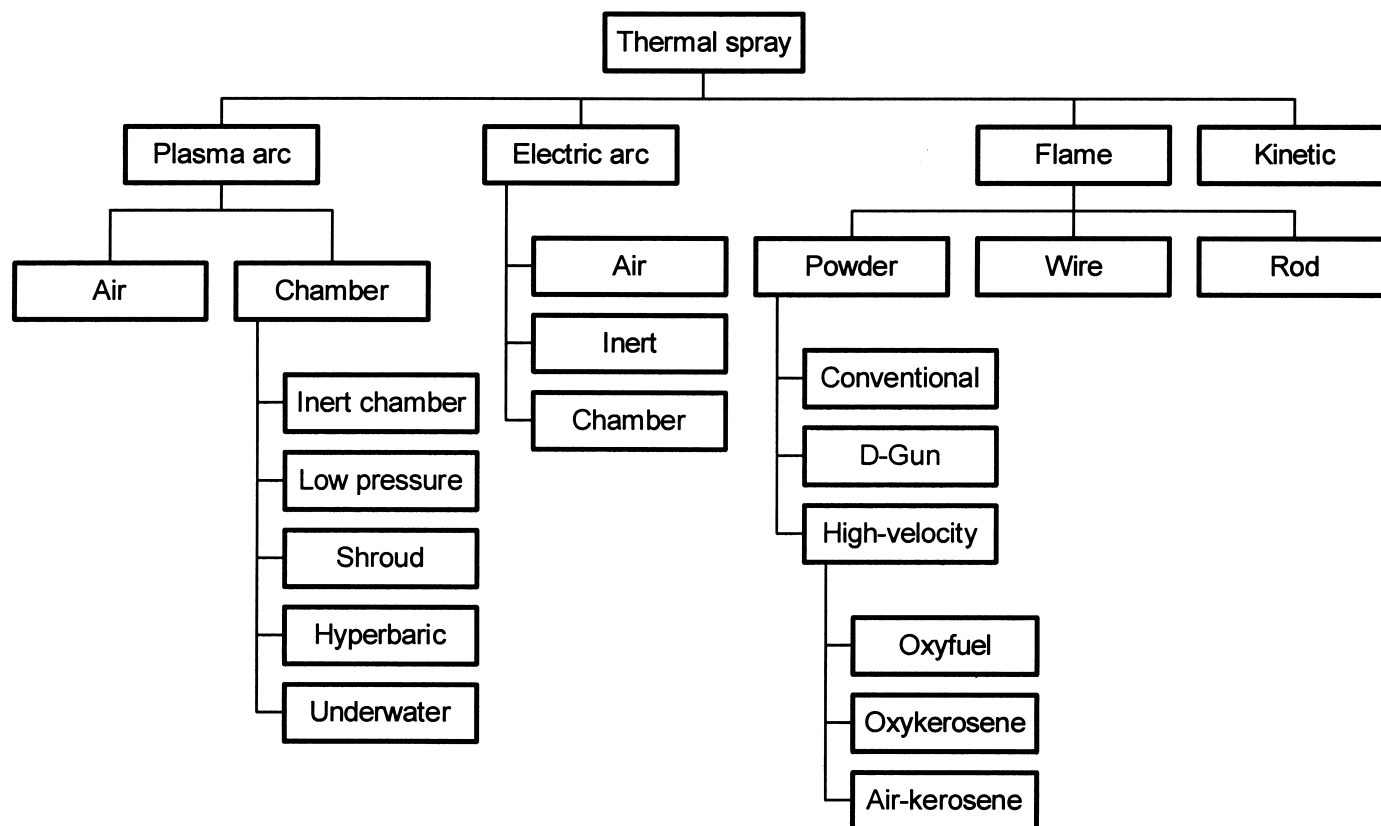 Thermal spray
Plasma arc
Electric arc
Flame
Kinetic
Air
Chamber
Air
Inert
Chamber
Powder
Wire
Rod
Inert chamber
Low pressure
Shroud
Hyperbaric
Underwater
Conventional
D-Gun
High-velocity
Oxyfuel
Oxykerosene
Air-kerosene